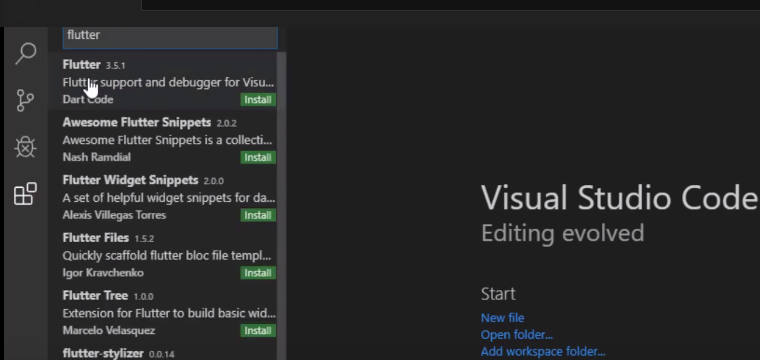 flutter
Flutter 3.5.1
Flutter support and debugger for Visu...
Dart Code Install
Awesome Flutter Snippets 2.0.2
Awesome Flutter Snippets is a collecti...
Nash Ramdial Install
Flutter Widget Snippets 2.0.0
A set of helpful widget snippets for da...
Alexis Villegas Torres Install
Flutter Files 1.5.2
Quickly scaffold flutter bloc file templ...
Igor Kravchenko Install
Flutter Tree 1.0.0
Extension for Flutter to build basic wid...
Marcelo Velasquez Install
flutter-stylizer 0.0.14
Visual Studio Code
Editing evolved
Start
New file
Open folder...
Add workspace folder...